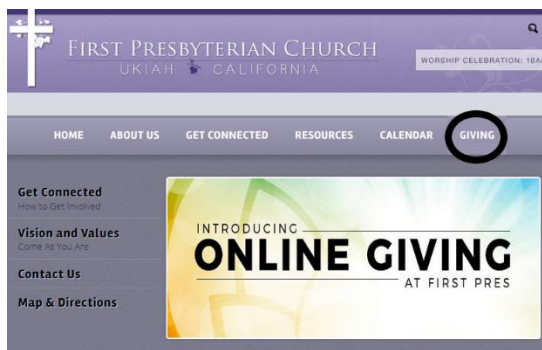 FIRST PRESBYTERIAN CHURCH
UKIAH CALIFORNIA
WORSHIP CELEBRATION: 10A
HOME ABOUT US GET CONNECTED RESOURCES CALENDAR GIVING
Get Connected
How to Get Involved
Vision and Values
Come As You Are
Contact Us
Map & Directions
INTRODUCING
ONLINE GIVING
AT FIRST PRES